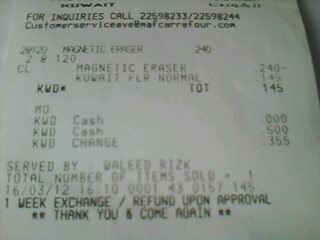 KUWAIT الكويت
FOR INQUIRIES CALL 22598233/22598244
Customerserviceave@mafcarrefour.com
2@120 MAGNETIC ERASER 240
2 @ 120
CL MAGNETIC ERASER 240-
KUWAIT FLR NORMAL .145
KWD* TOT 145
MO
KWD Cash .000
KWD Cash .500
KWD CHANGE .355
SERVED BY : WALEED RIZK
TOTAL NUMBER OF ITEMS SOLD = 1
16/03/12 16 10 0001 43 0157 145
1 WEEK EXCHANGE / REFUND UPON APPROVAL
** THANK YOU & COME AGAIN **